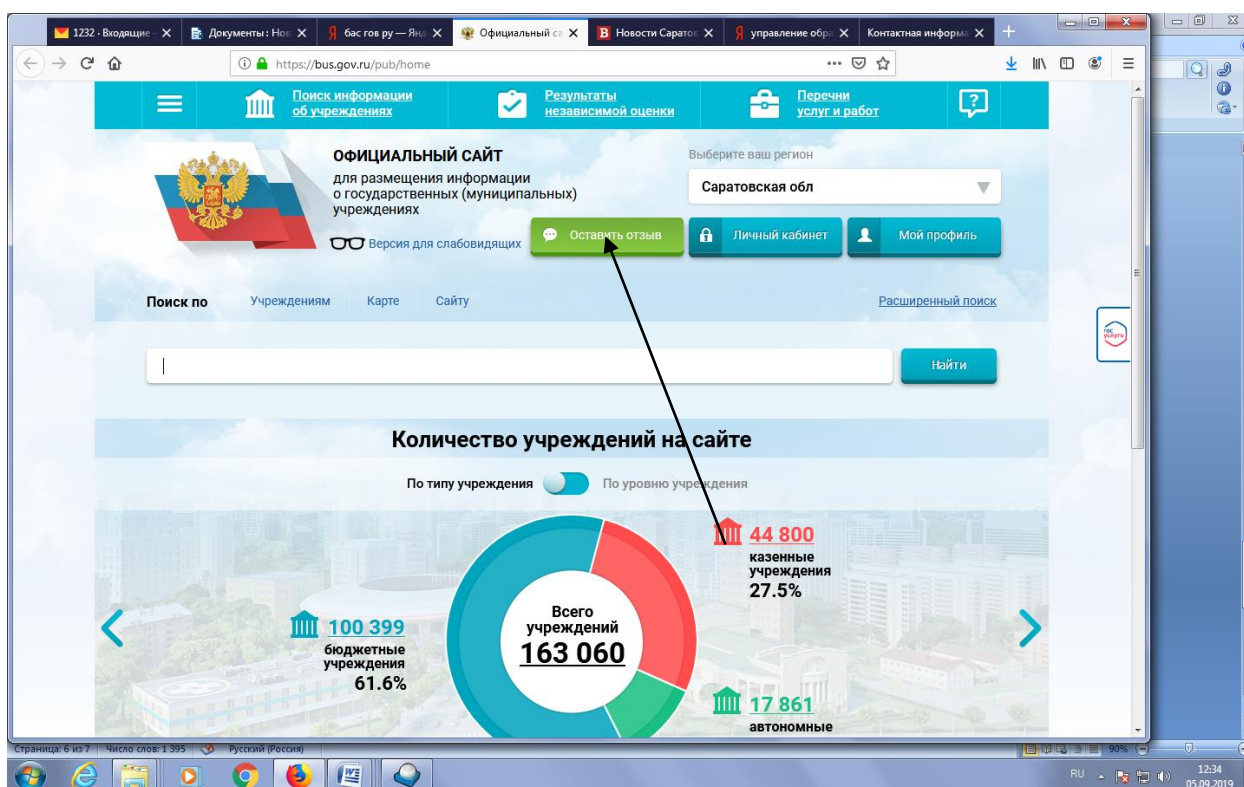 1232 · Входящие -
Документы : Нов
бас гов ру — Янд
Официальный са
Новости Саратов
управление обра
Контактная информа
https://bus.gov.ru/pub/home
Поиск информации
об учреждениях
Результаты
независимой оценки
Перечни
услуг и работ
ОФИЦИАЛЬНЫЙ САЙТ
для размещения информации
о государственных (муниципальных)
учреждениях
Версия для слабовидящих
Выберите ваш регион
Саратовская обл
Оставить отзыв
Личный кабинет
Мой профиль
Поиск по
Учреждениям
Карте
Сайту
Расширенный поиск
гос
услуги
Найти
Количество учреждений на сайте
По типу учреждения
По уровню учреждения
44 800
казенные
учреждения
27.5%
Всего
учреждений
163 060
100 399
бюджетные
учреждения
61.6%
17 861
автономные
Страница: 6 из 7
Число слов: 1 395
Русский (Россия)
90%
RU
12:34
05.09.2019